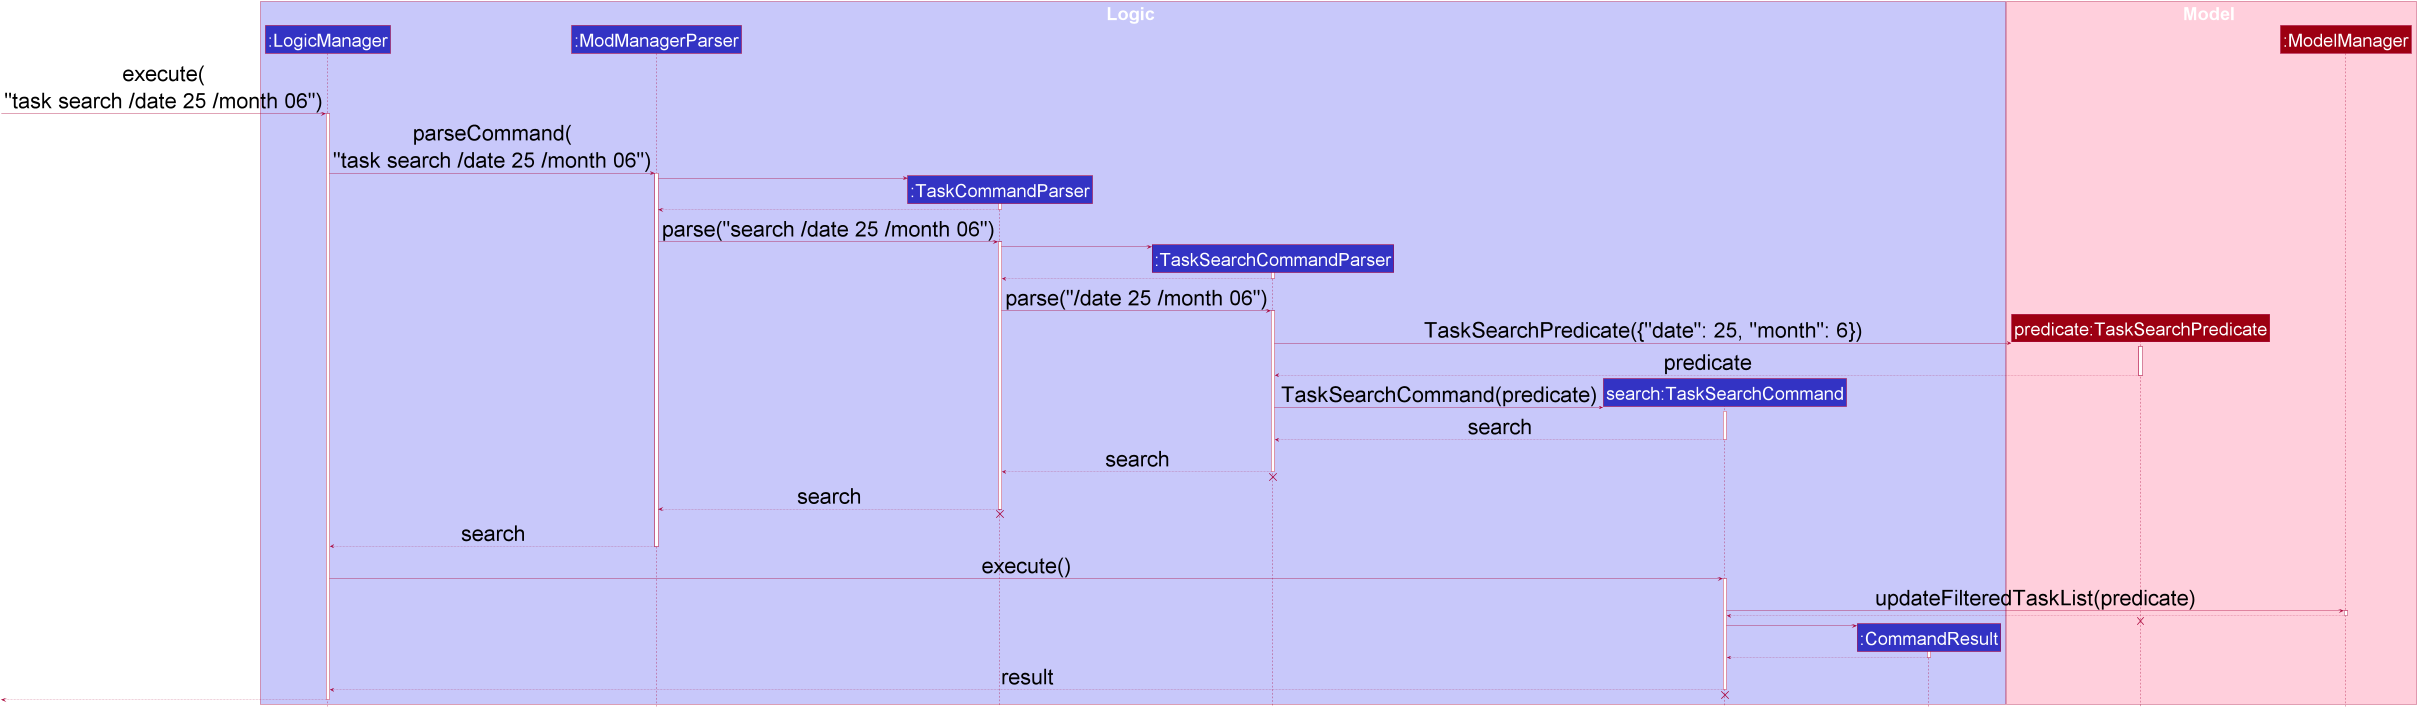 Logic
Model
:LogicManager
:ModManagerParser
:ModelManager
execute(
"task search /date 25 /month 06")
parseCommand(
"task search /date 25 /month 06")
:TaskCommandParser
parse("search /date 25 /month 06")
:TaskSearchCommandParser
parse("/date 25 /month 06")
TaskSearchPredicate({"date": 25, "month": 6})
predicate:TaskSearchPredicate
predicate
TaskSearchCommand(predicate)
search:TaskSearchCommand
search
search
search
search
execute()
updateFilteredTaskList(predicate)
:CommandResult
result